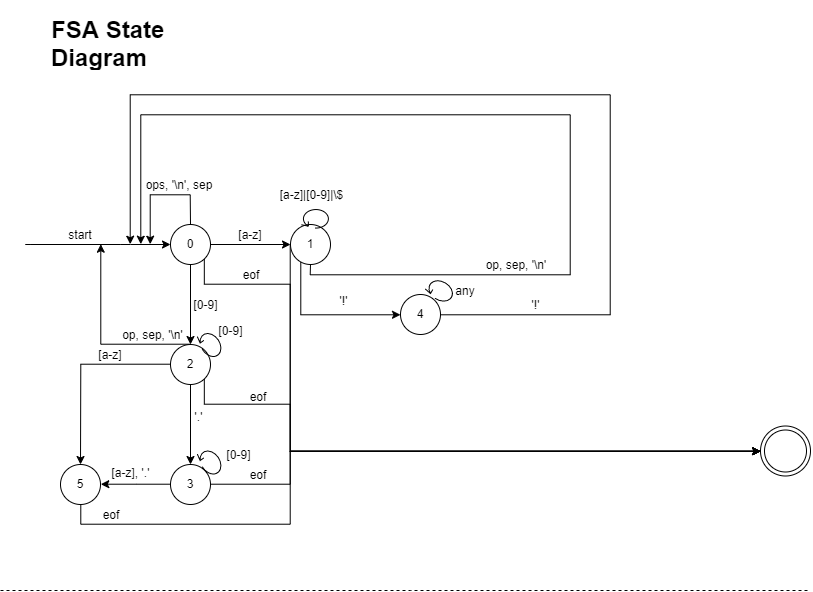 FSA State
Diagram
ops, '\n', sep
[a-z]|[0-9]|\$
start
0
[a-z]
1
op, sep, '\n'
eof
'!'
4
any
'!'
[0-9]
op, sep, '\n'
[0-9]
[a-z]
2
eof
'.'
[0-9]
5
[a-z], '.'
3
eof
eof